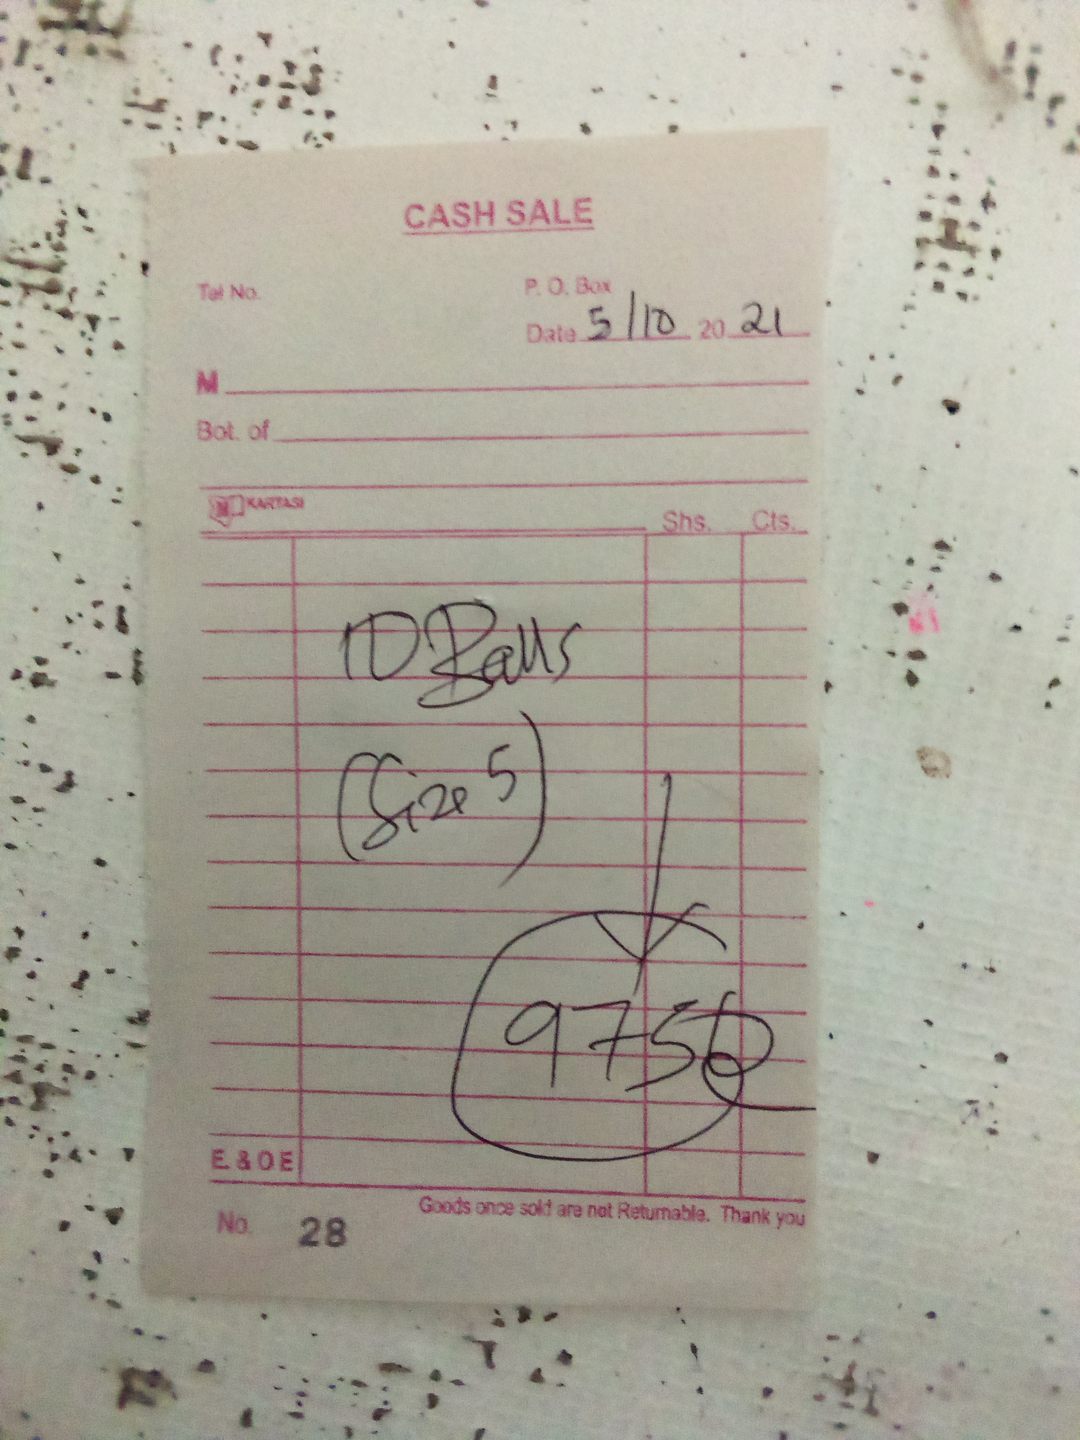 CASH SALE
Tel No.
P. O. Box
Date 5/10 20 21
M
Bot. of
KARTASI
Shs. Cts.
10 Balls
(Size 5)
9750
E. & O E
Goods once sold are not Returnable. Thank you
No. 28